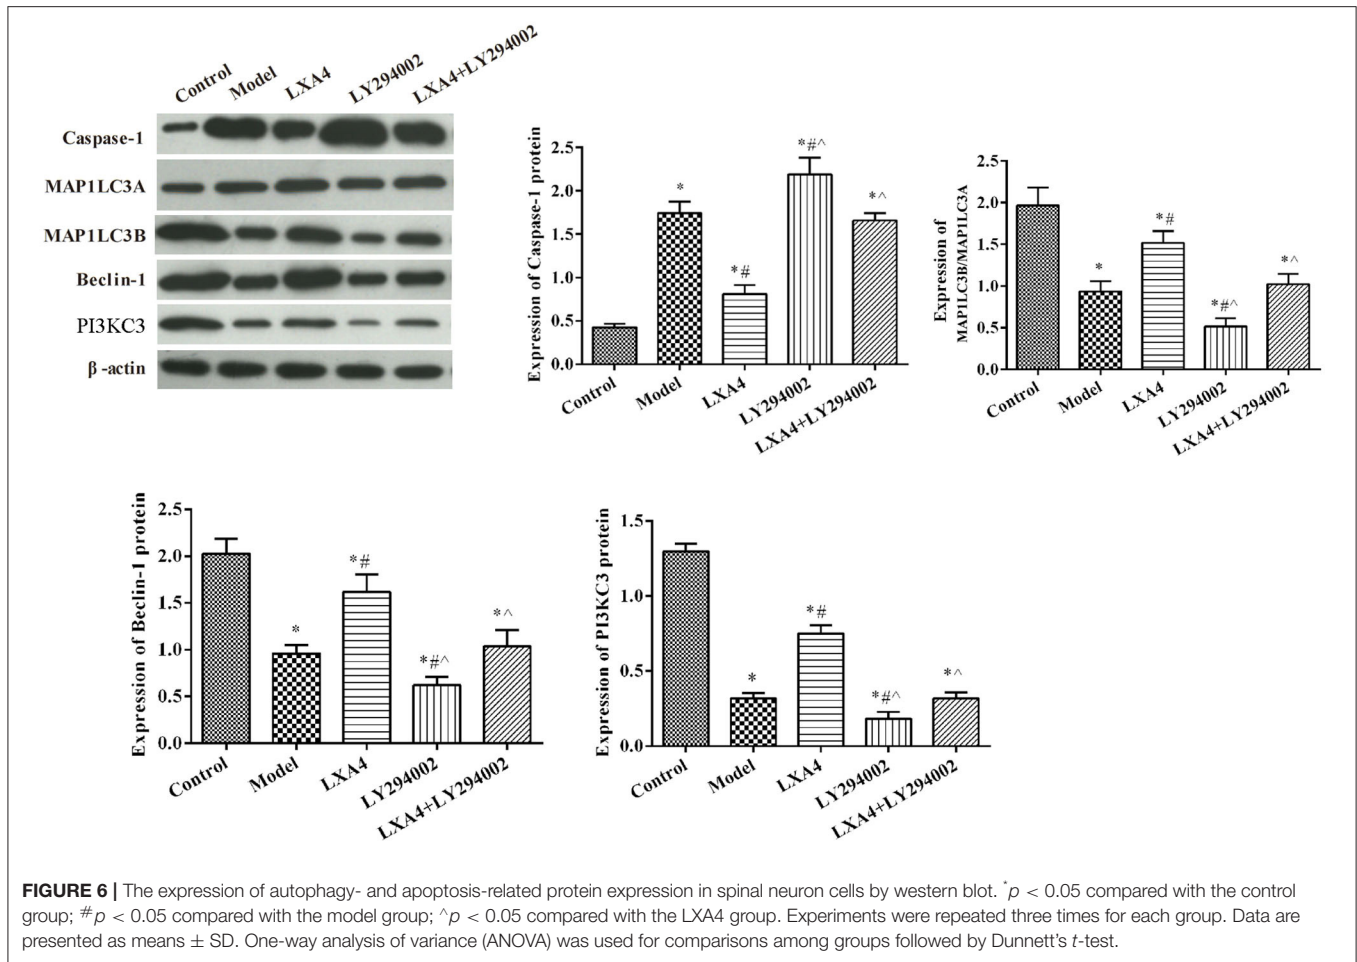 Control
Model
LXA4
LY294002
LXA4+LY294002
Caspase-1
MAP1LC3A
MAP1LC3B
Beclin-1
PI3KC3
β-actin
Expression of Caspase-1 protein
2.5
2.0
1.5
1.0
0.5
0.0
*
*#
*#^
*^
Control
Model
LXA4
LY294002
LXA4+LY294002
Expression of
MAP1LC3B/MAP1LC3A
2.5
2.0
1.5
1.0
0.5
0.0
*
*#
*#^
*^
Control
Model
LXA4
LY294002
LXA4+LY294002
Expression of Beclin-1 protein
2.5
2.0
1.5
1.0
0.5
0.0
*
*#
*#^
*^
Control
Model
LXA4
LY294002
LXA4+LY294002
Expression of PI3KC3 protein
1.5
1.0
0.5
0.0
*
*#
*#^
*^
Control
Model
LXA4
LY294002
LXA4+LY294002
FIGURE 6 | The expression of autophagy- and apoptosis-related protein expression in spinal neuron cells by western blot. *p < 0.05 compared with the control
group; #p < 0.05 compared with the model group; ^p < 0.05 compared with the LXA4 group. Experiments were repeated three times for each group. Data are
presented as means ± SD. One-way analysis of variance (ANOVA) was used for comparisons among groups followed by Dunnett's t-test.